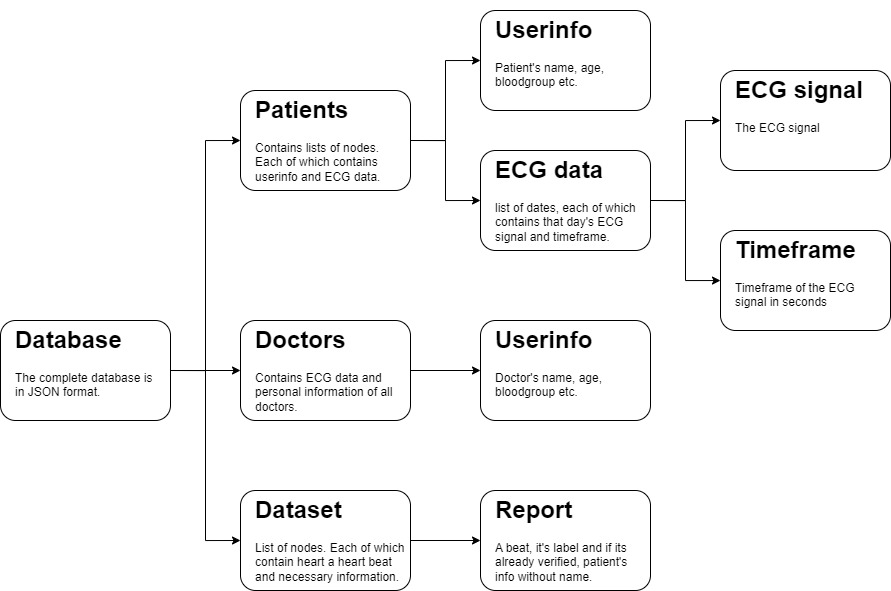 Userinfo
Patient's name, age,
bloodgroup etc.
Patients
Contains lists of nodes.
Each of which contains
userinfo and ECG data.
ECG signal
The ECG signal
ECG data
list of dates, each of which
contains that day's ECG
signal and timeframe.
Timeframe
Timeframe of the ECG
signal in seconds
Database
The complete database is
in JSON format.
Doctors
Contains ECG data and
personal information of all
doctors.
Userinfo
Doctor's name, age,
bloodgroup etc.
Dataset
List of nodes. Each of which
contain heart a heart beat
and necessary information.
Report
A beat, it's label and if its
already verified, patient's
info without name.